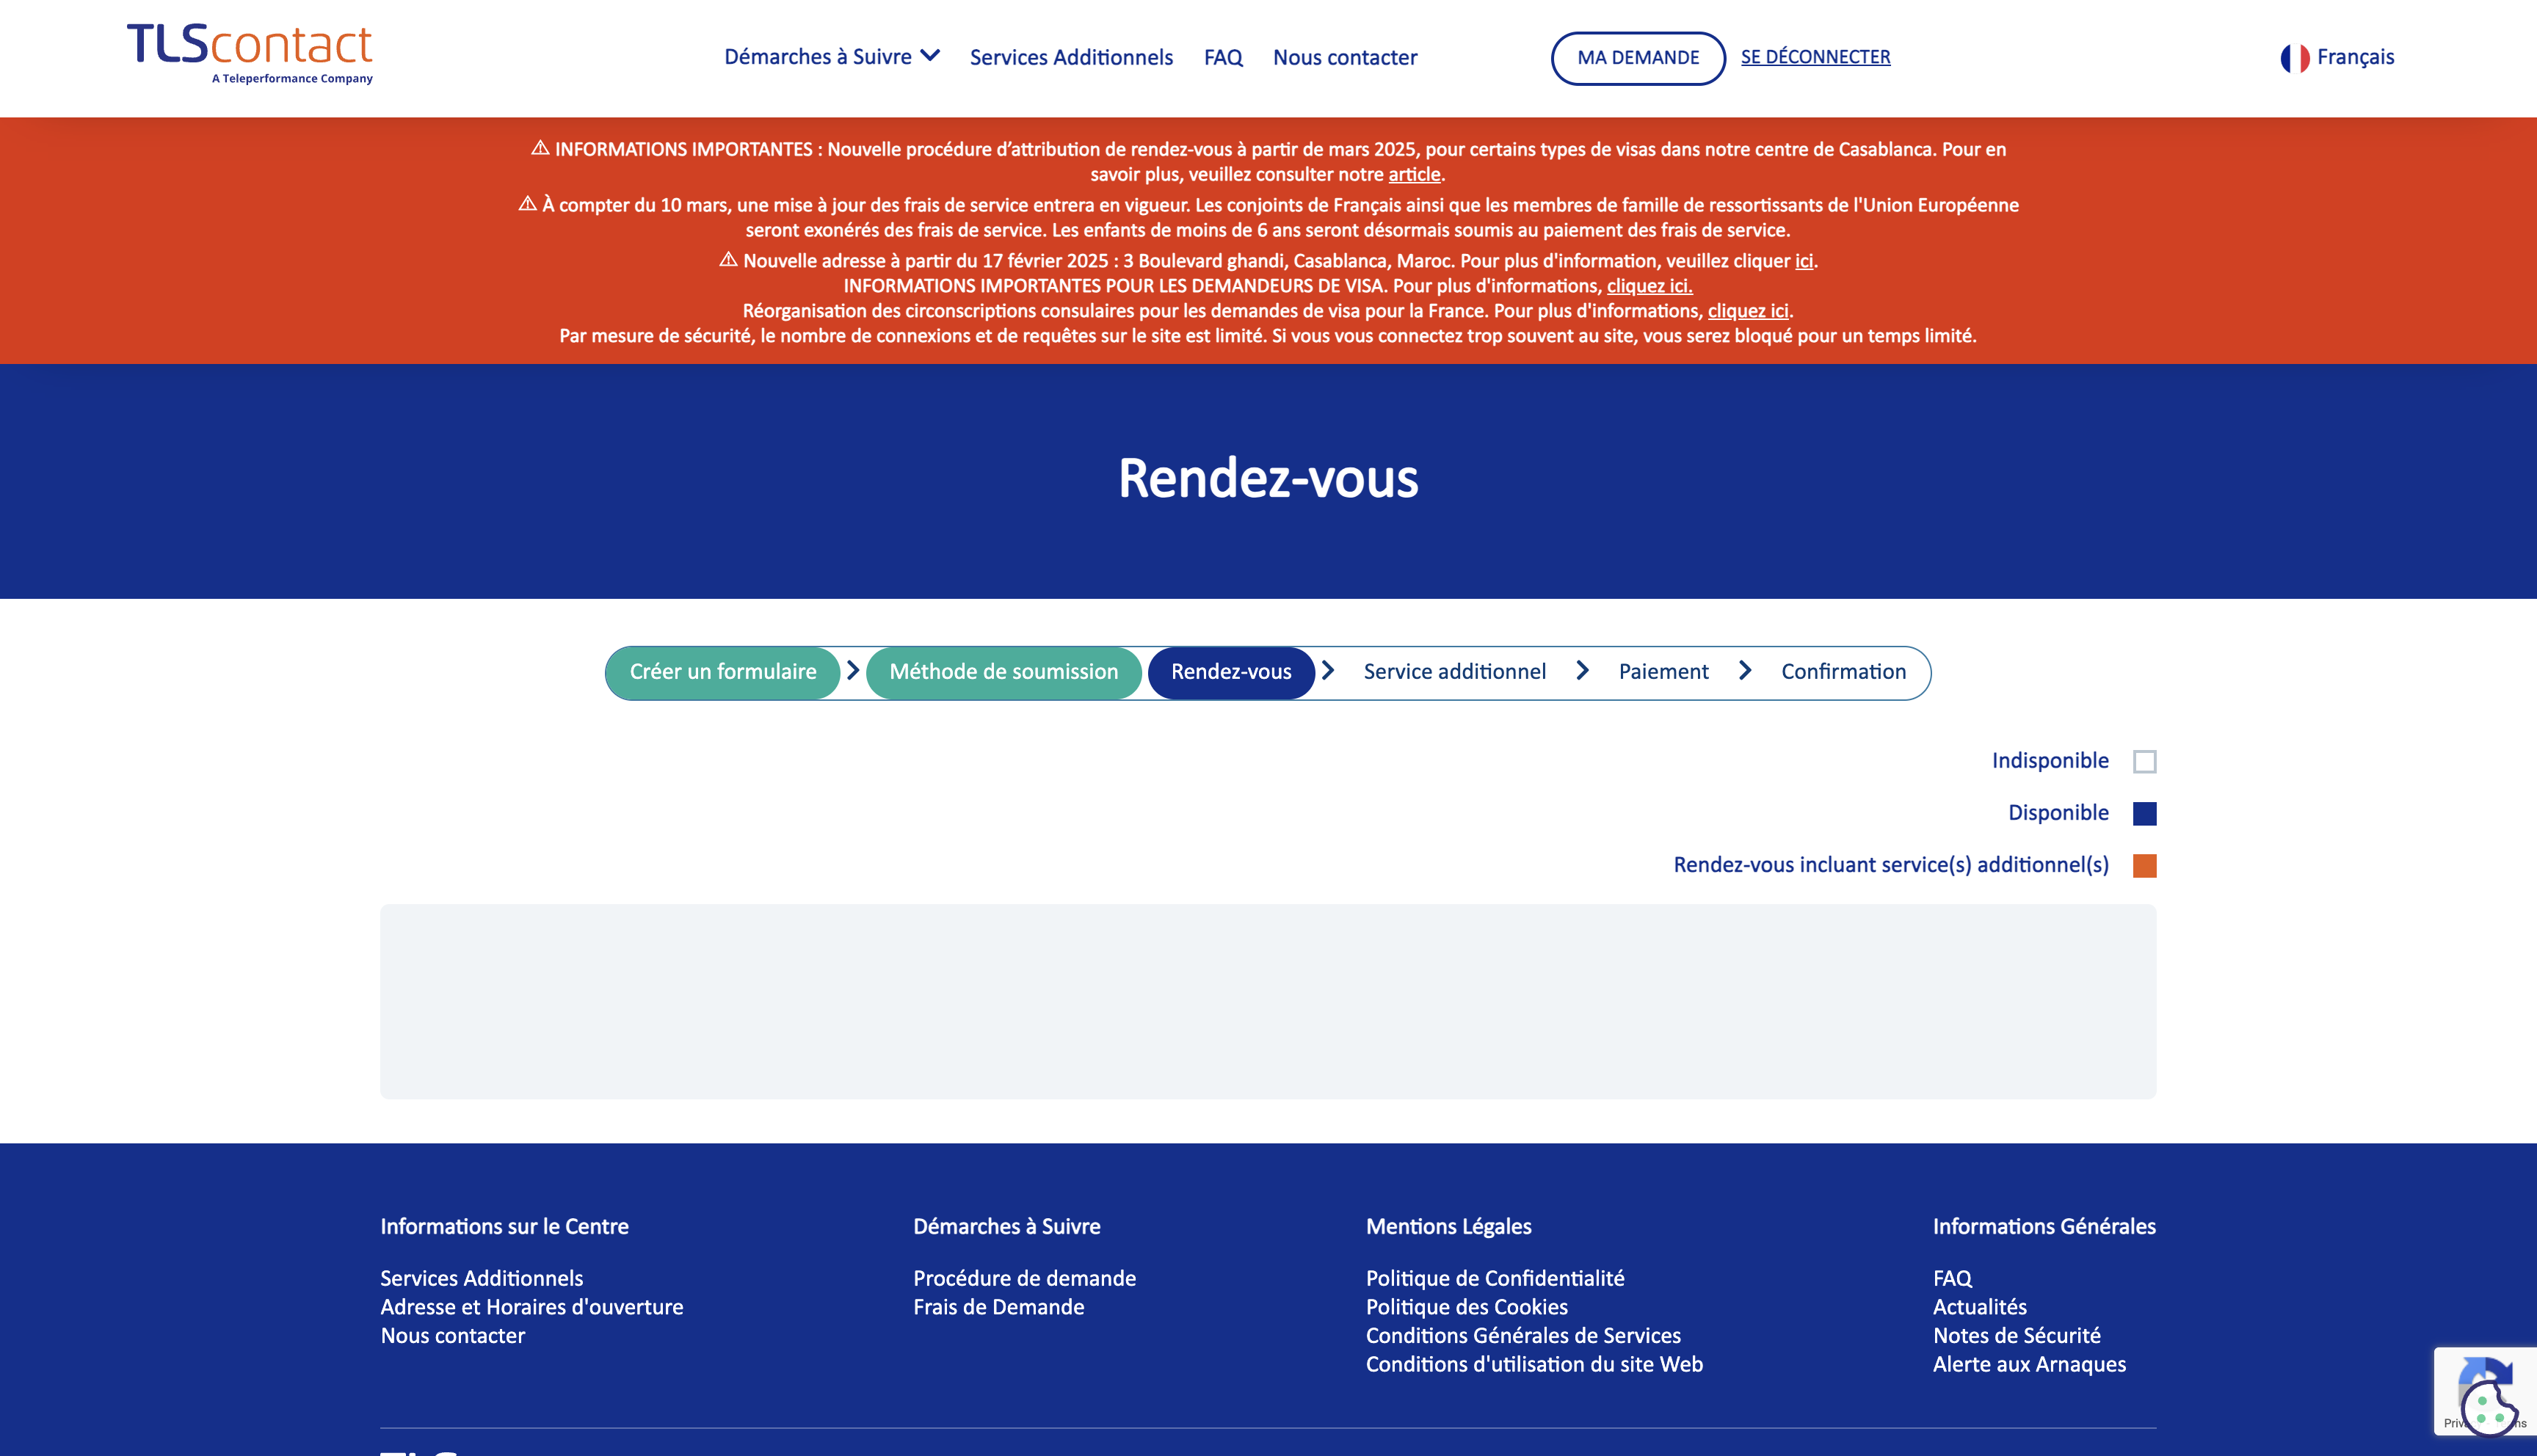 TLScontact
A Teleperformance Company
Démarches à Suivre
Services Additionnels
FAQ
Nous contacter
MA DEMANDE
SE DÉCONNECTER
Français
⚠ INFORMATIONS IMPORTANTES : Nouvelle procédure d’attribution de rendez-vous à partir de mars 2025, pour certains types de visas dans notre centre de Casablanca. Pour en
savoir plus, veuillez consulter notre article.
⚠ À compter du 10 mars, une mise à jour des frais de service entrera en vigueur. Les conjoints de Français ainsi que les membres de famille de ressortissants de l'Union Européenne
seront exonérés des frais de service. Les enfants de moins de 6 ans seront désormais soumis au paiement des frais de service.
⚠ Nouvelle adresse à partir du 17 février 2025 : 3 Boulevard ghandi, Casablanca, Maroc. Pour plus d'information, veuillez cliquer ici.
INFORMATIONS IMPORTANTES POUR LES DEMANDEURS DE VISA. Pour plus d'informations, cliquez ici.
Réorganisation des circonscriptions consulaires pour les demandes de visa pour la France. Pour plus d'informations, cliquez ici.
Par mesure de sécurité, le nombre de connexions et de requêtes sur le site est limité. Si vous vous connectez trop souvent au site, vous serez bloqué pour un temps limité.
Rendez-vous
Créer un formulaire
Méthode de soumission
Rendez-vous
Service additionnel
Paiement
Confirmation
Indisponible
Disponible
Rendez-vous incluant service(s) additionnel(s)
Informations sur le Centre
Services Additionnels
Adresse et Horaires d'ouverture
Nous contacter
Démarches à Suivre
Procédure de demande
Frais de Demande
Mentions Légales
Politique de Confidentialité
Politique des Cookies
Conditions Générales de Services
Conditions d'utilisation du site Web
Informations Générales
FAQ
Actualités
Notes de Sécurité
Alerte aux Arnaques